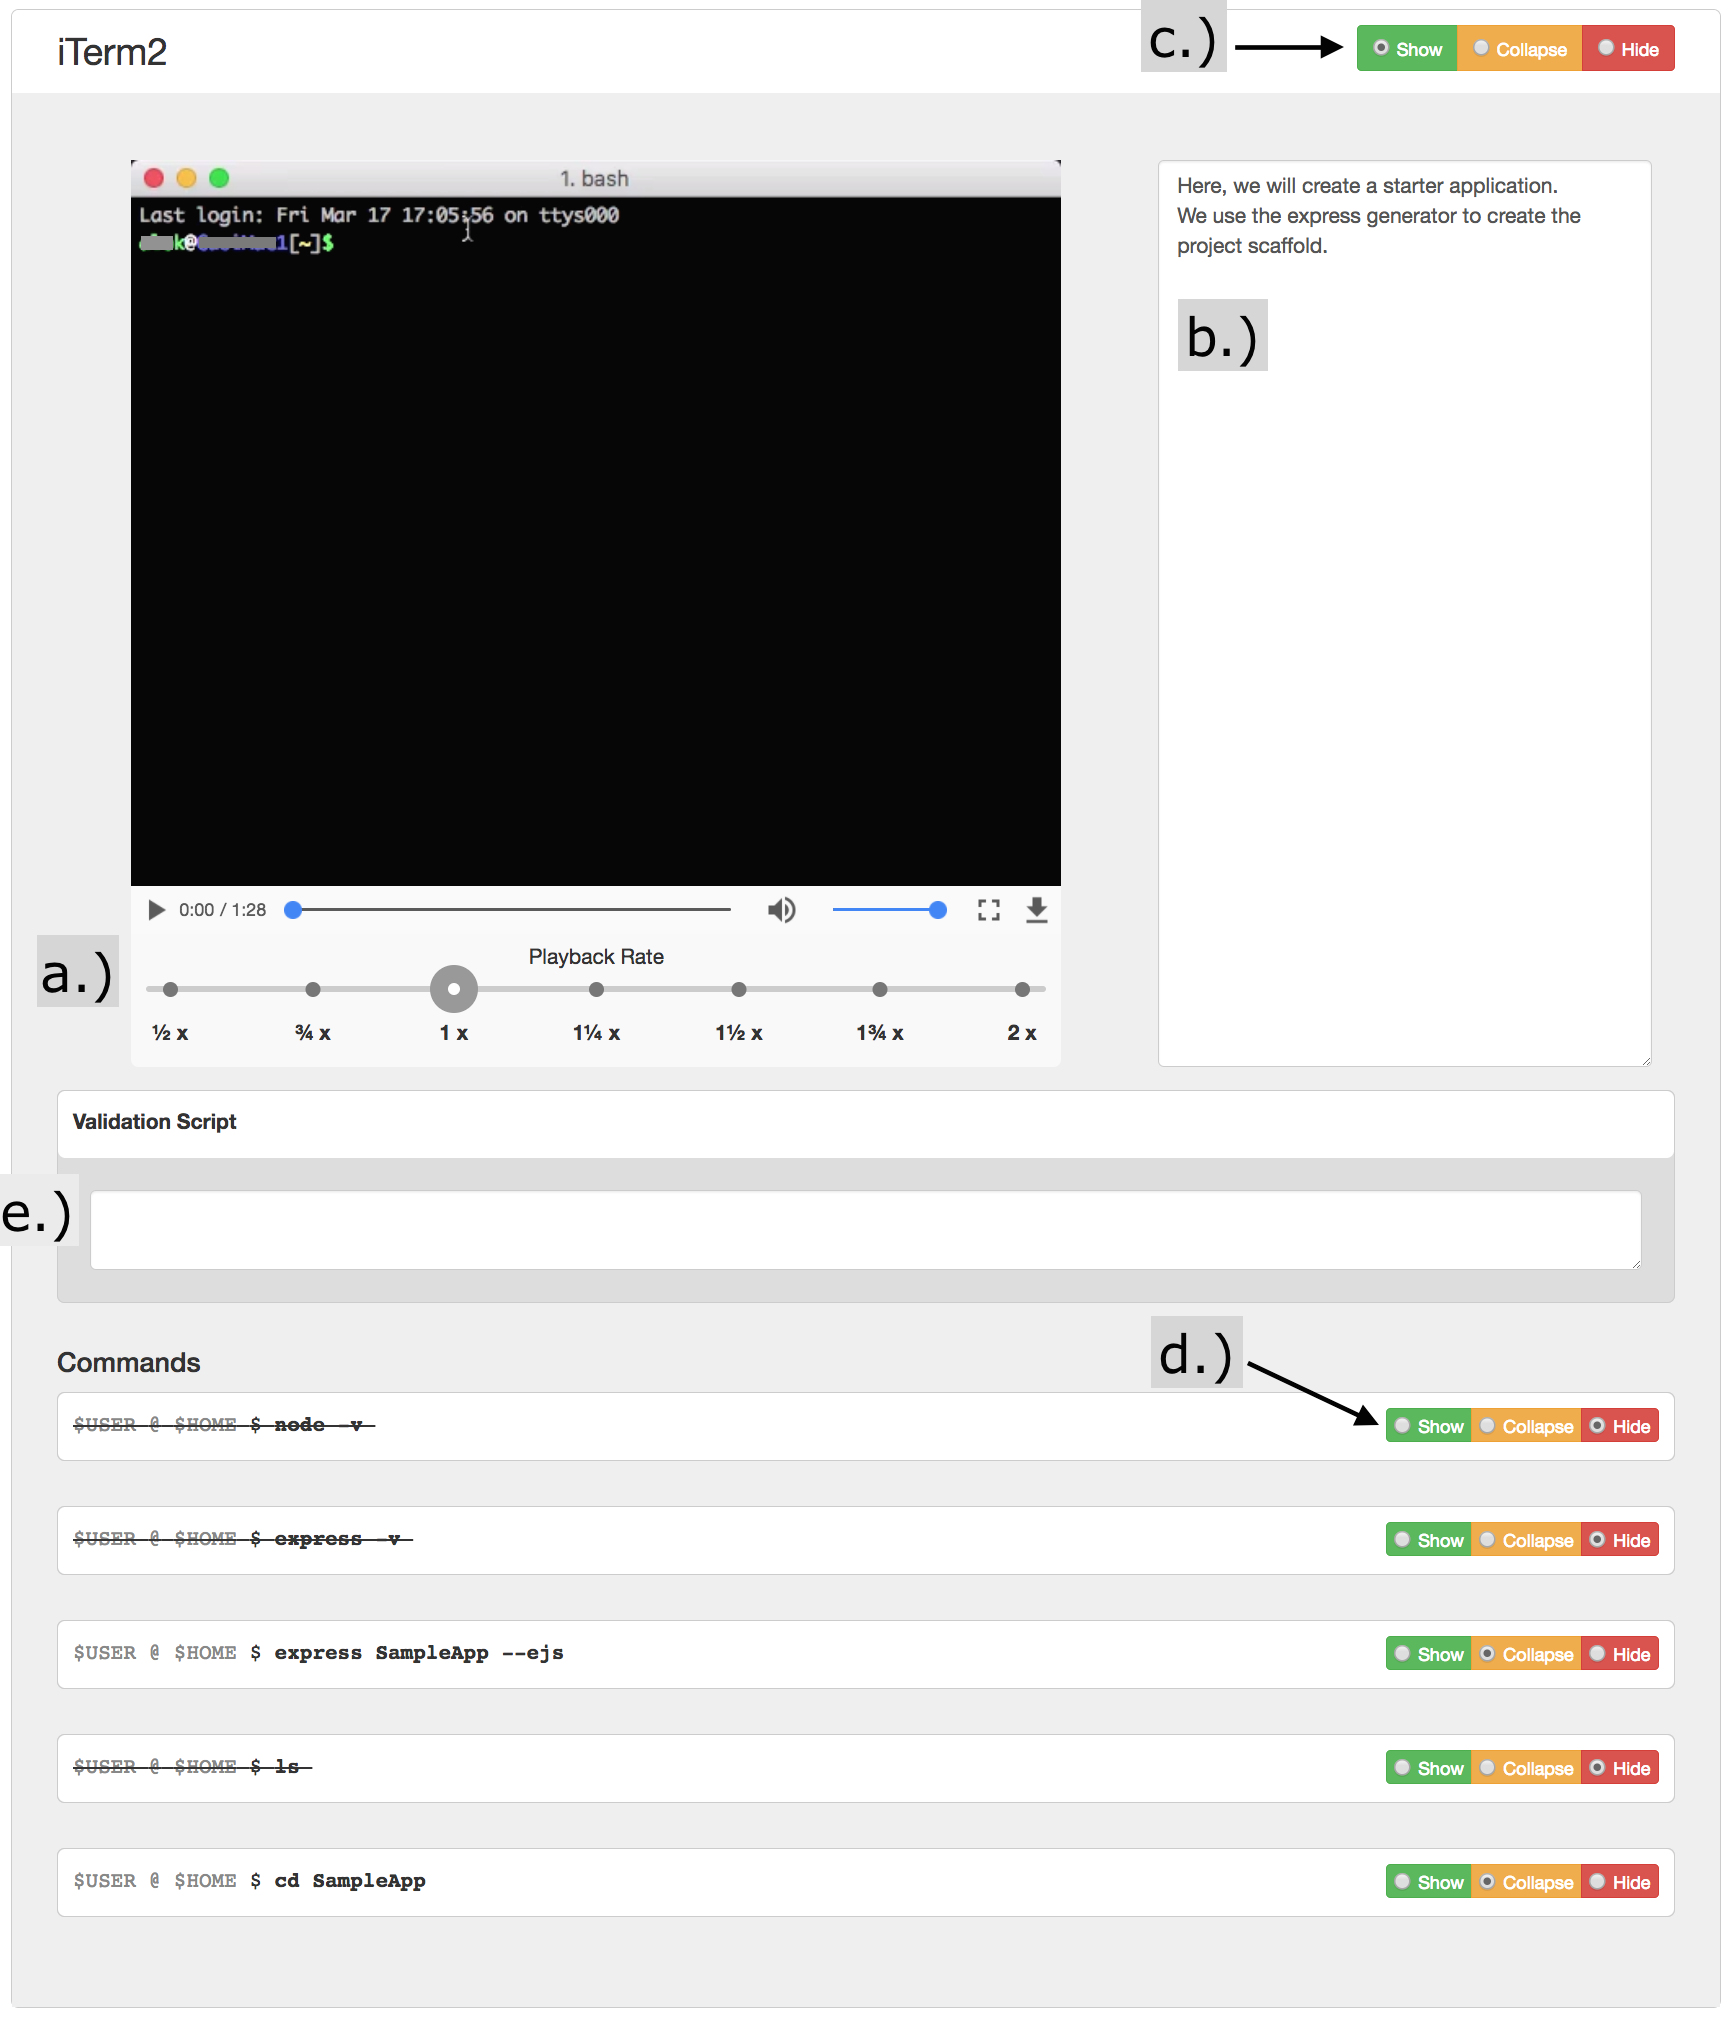 iTerm2
c.)
Show Collapse Hide
1. bash
Last login: Fri Mar 17 17:05:56 on ttys000
k@ 1[~]$
Here, we will create a starter application.
We use the express generator to create the
project scaffold.
b.)
0:00 / 1:28
a.)
Playback Rate
½ x ¾ x 1 x 1¼ x 1½ x 1¾ x 2 x
Validation Script
e.)
d.)
Commands
$USER @ $HOME $ node -v
Show Collapse Hide
$USER @ $HOME $ express -v
Show Collapse Hide
$USER @ $HOME $ express SampleApp --ejs
Show Collapse Hide
$USER @ $HOME $ ls
Show Collapse Hide
$USER @ $HOME $ cd SampleApp
Show Collapse Hide